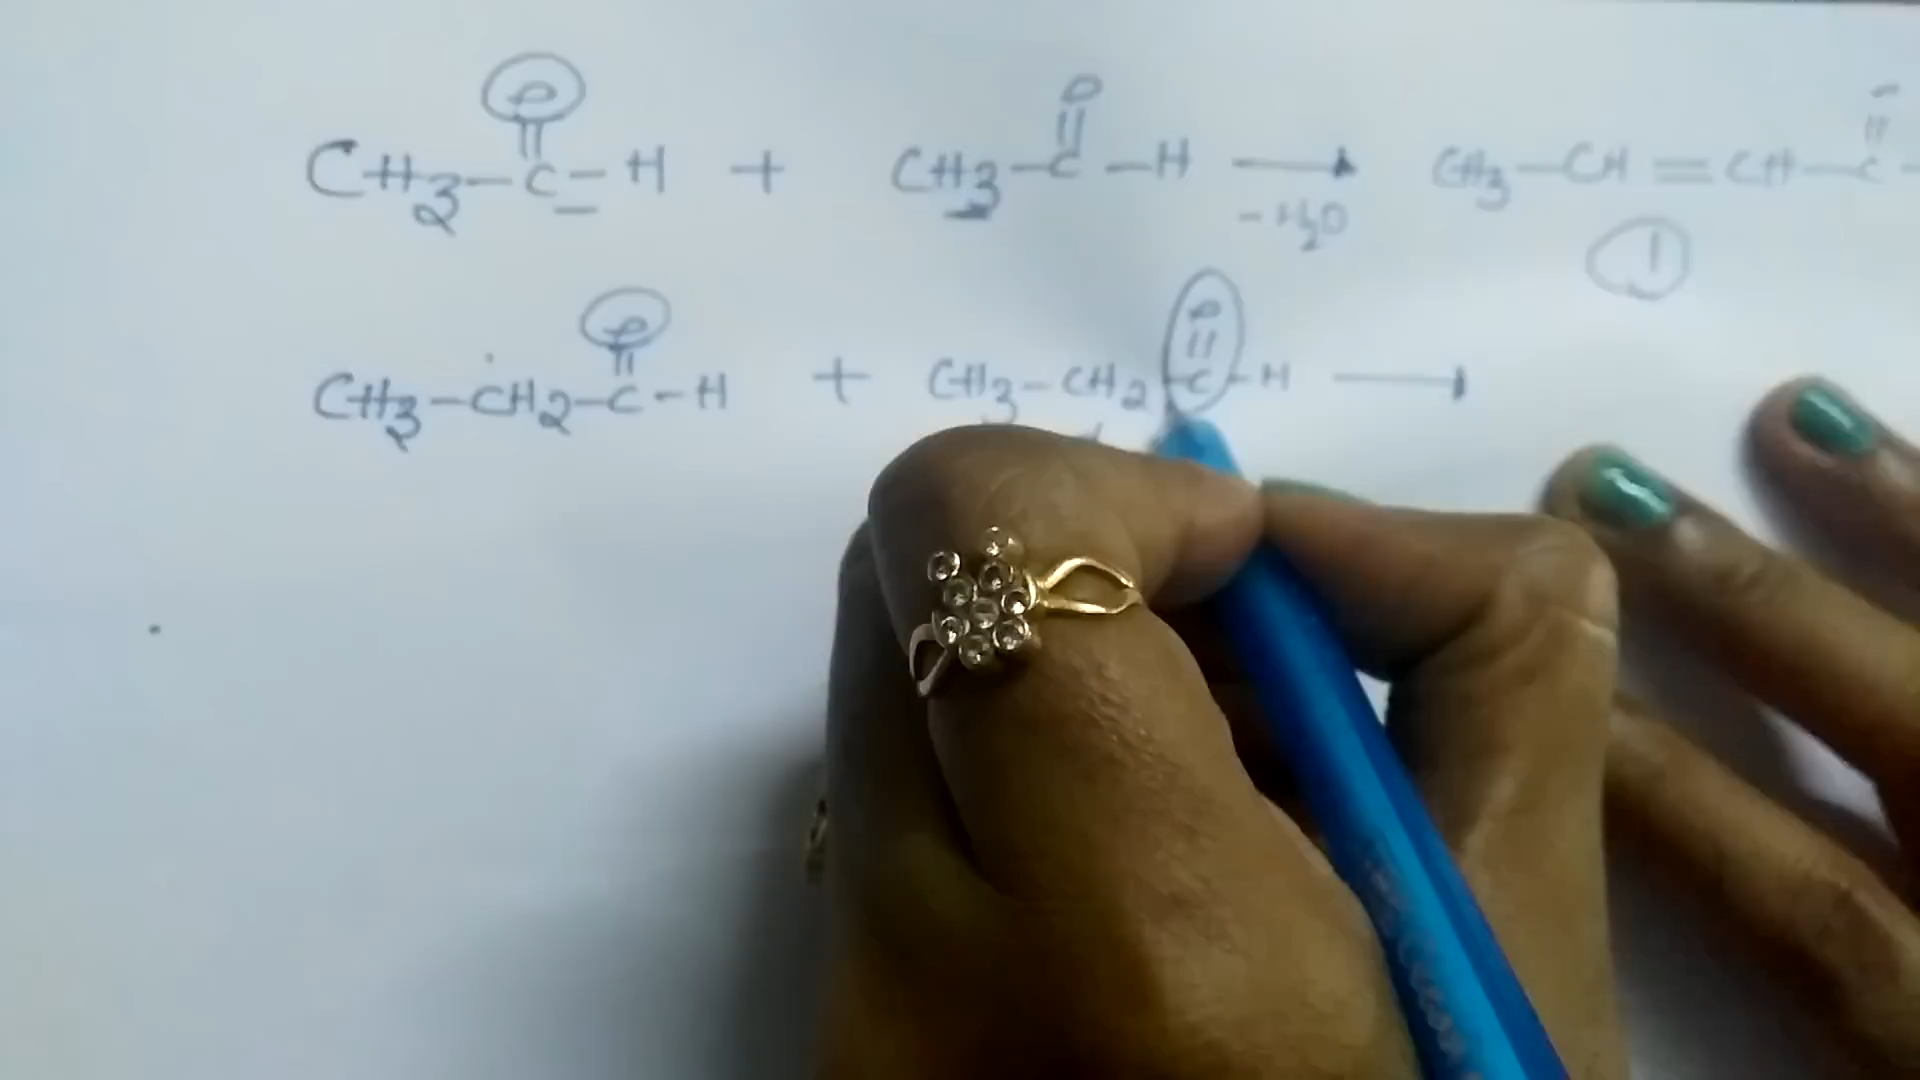 O O O
CH3-C-H + CH3-C-H → CH3-CH=CH-C-
-H2O
1
O O
CH3-CH2-C-H + CH3-CH2-C-H →